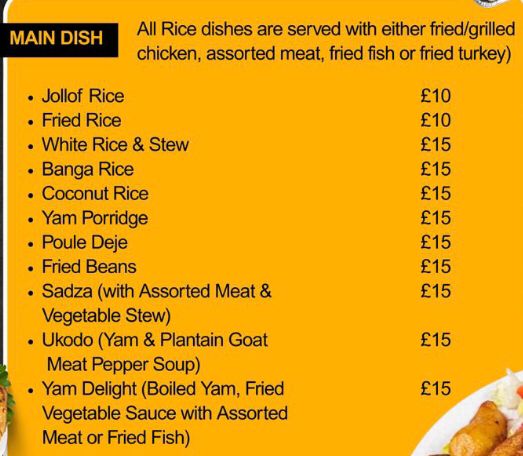 MAIN DISH
All Rice dishes are served with either fried/grilled
chicken, assorted meat, fried fish or fried turkey)
• Jollof Rice £10
• Fried Rice £10
• White Rice & Stew £15
• Banga Rice £15
• Coconut Rice £15
• Yam Porridge £15
• Poule Deje £15
• Fried Beans £15
• Sadza (with Assorted Meat & £15
Vegetable Stew)
• Ukodo (Yam & Plantain Goat £15
Meat Pepper Soup)
• Yam Delight (Boiled Yam, Fried £15
Vegetable Sauce with Assorted
Meat or Fried Fish)